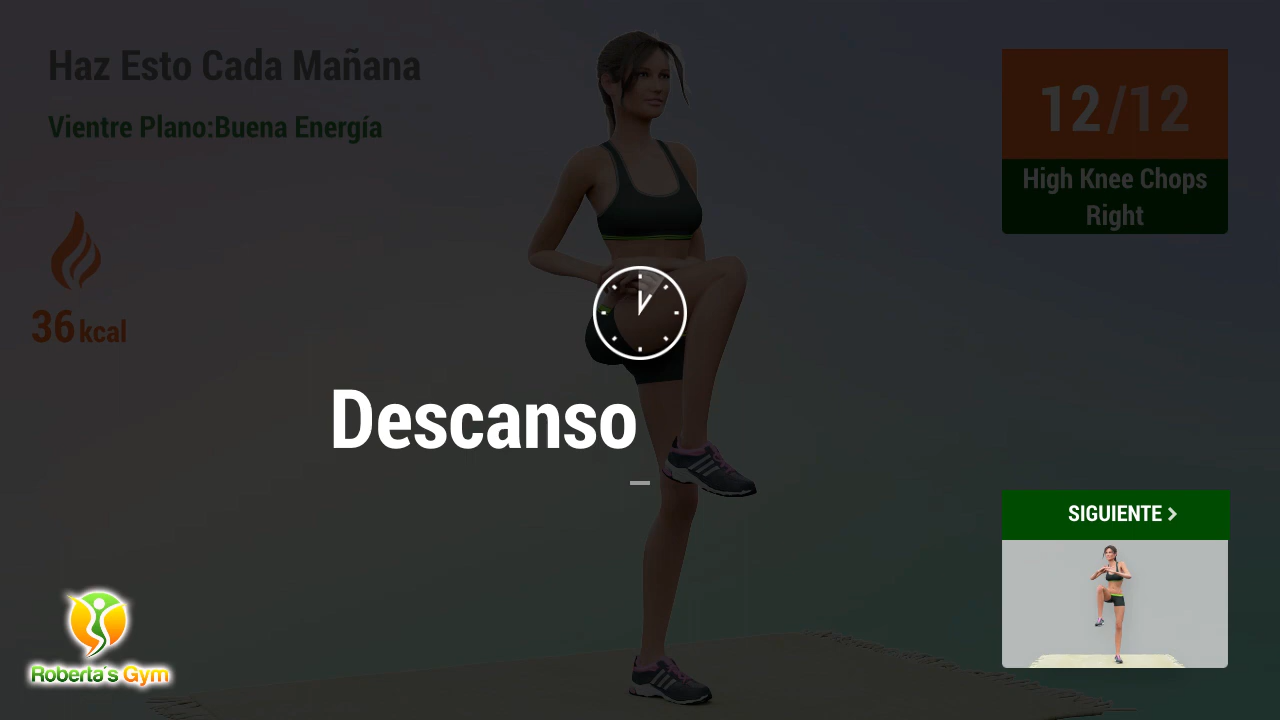 Haz Esto Cada Mañana
Vientre Plano:Buena Energía
12/12
High Knee Chops
Right
36 kcal
Descanso
SIGUIENTE >
Roberta´s Gym